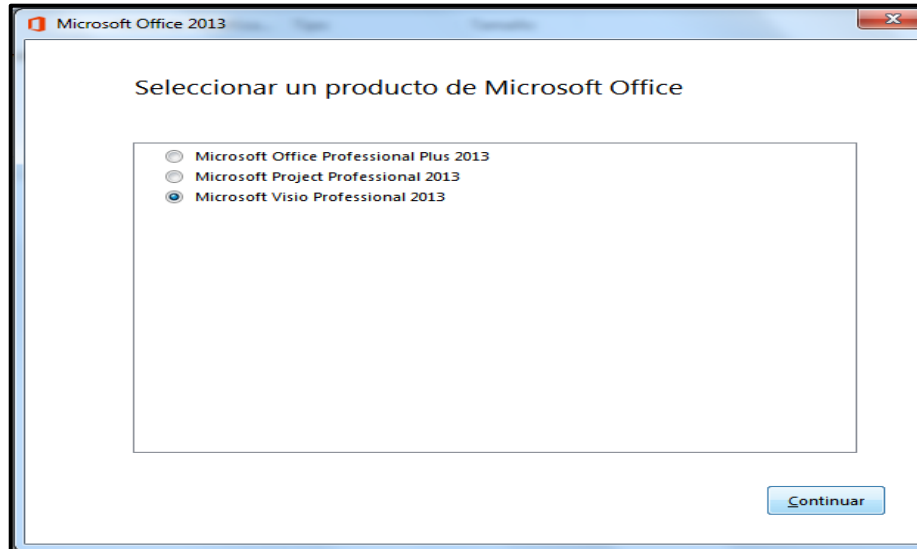 Microsoft Office 2013
Seleccionar un producto de Microsoft Office
Microsoft Office Professional Plus 2013
Microsoft Project Professional 2013
Microsoft Visio Professional 2013
Continuar